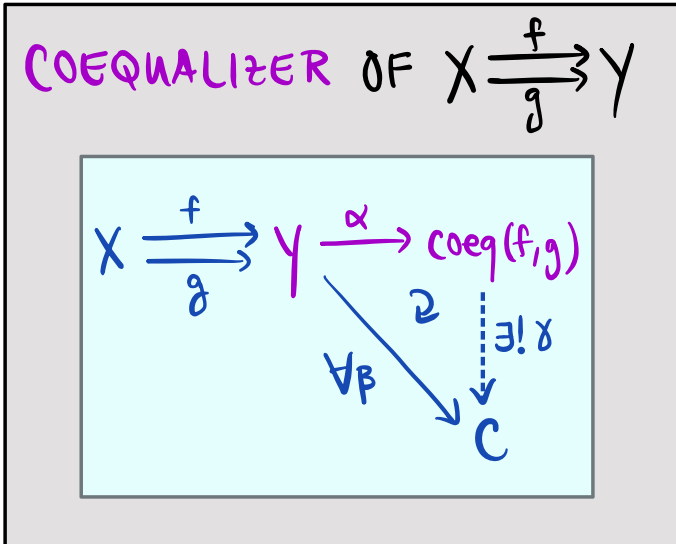 COEQUALIZER OF X f g Y
X f g Y α coeq(f,g)
∀β ∃! γ
C